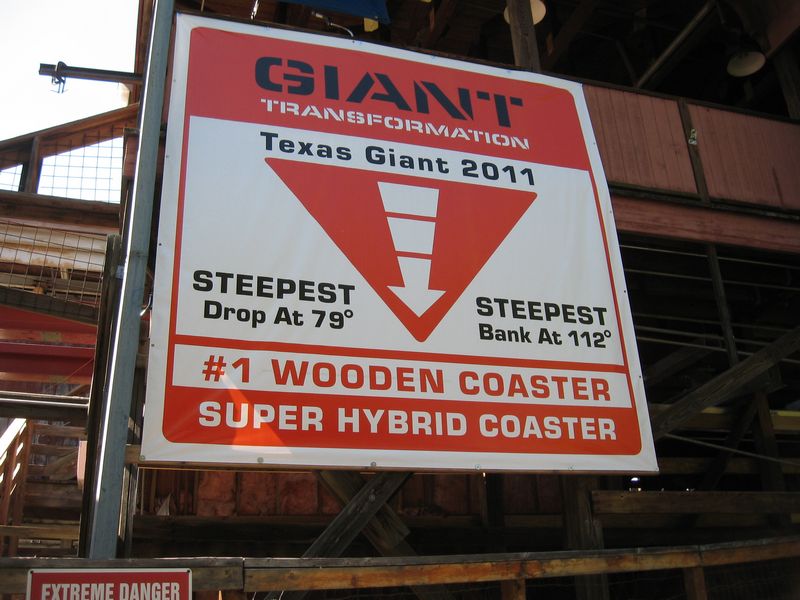 GIANT
TRANSFORMATION
Texas Giant 2011
STEEPEST
Drop At 79°
STEEPEST
Bank At 112°
#1 WOODEN COASTER
SUPER HYBRID COASTER
EXTREME DANGER